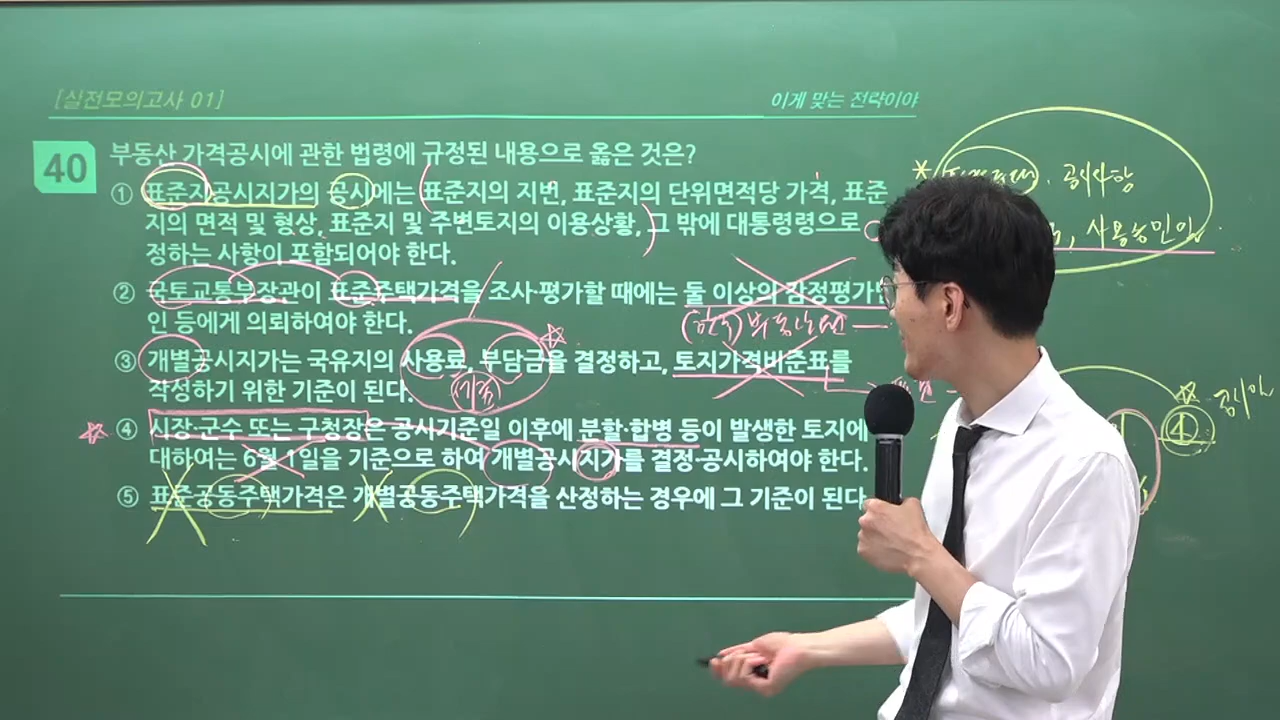 [실전모의고사 01]
이게 맞는 전략이야
40 부동산 가격공시에 관한 법령에 규정된 내용으로 옳은 것은?
① 표준지공시지가의 공시에는 표준지의 지번, 표준지의 단위면적당 가격, 표준
지의 면적 및 형상, 표준지 및 주변토지의 이용상황, 그 밖에 대통령령으로
정하는 사항이 포함되어야 한다.
② 국토교통부장관이 표준주택가격을 조사·평가할 때에는 둘 이상의 감정평가
인 등에게 의뢰하여야 한다.
③ 개별공시지가는 국유지의 사용료, 부담금을 결정하고, 토지가격비준표를
작성하기 위한 기준이 된다.
④ 시장·군수 또는 구청장은 공시기준일 이후에 분할·합병 등이 발생한 토지에
대하여는 6월 1일을 기준으로 하여 개별공시지가를 결정·공시하여야 한다.
⑤ 표준공동주택가격은 개별공동주택가격을 산정하는 경우에 그 기준이 된다
공시사항
사용승인일
④